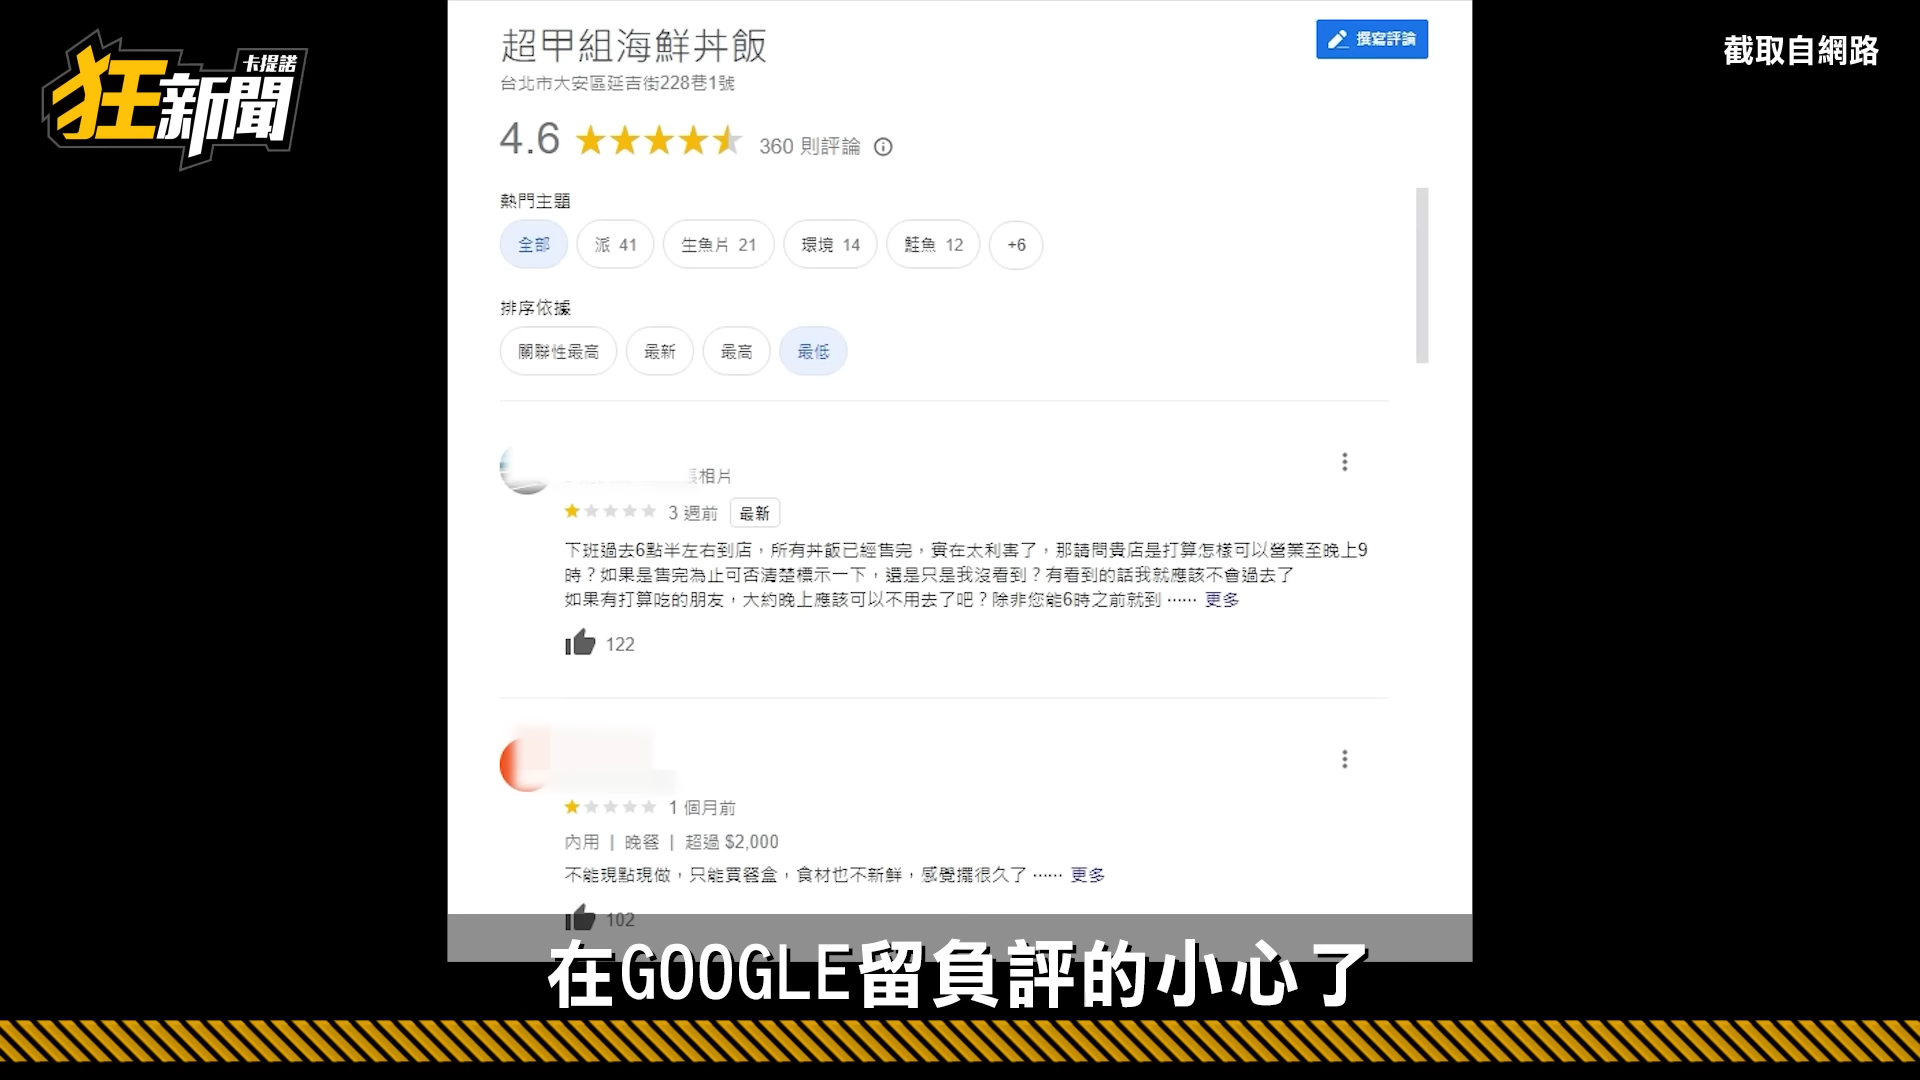 卡提諾
狂新聞
截取自網路
超甲組海鮮丼飯
撰寫評論
台北市大安區延吉街228巷1號
4.6
360 則評論
熱門主題
全部
派 41
生魚片 21
環境 14
鮭魚 12
+6
排序依據
關聯性最高
最新
最高
最低
張相片
3 週前
最新
下班過去6點半左右到店，所有丼飯已經售完，實在太利害了，那請問貴店是打算怎樣可以營業至晚上9
時？如果是售完為止可否清楚標示一下，還是只是我沒看到？有看到的話我就應該不會過去了
如果有打算吃的朋友，大約晚上應該可以不用去了吧？除非您能6時之前就到 …… 更多
122
1 個月前
內用 | 晚餐 | 超過 $2,000
不能現點現做，只能買餐盒，食材也不新鮮，感覺擺很久了 …… 更多
102
在GOOGLE留負評的小心了